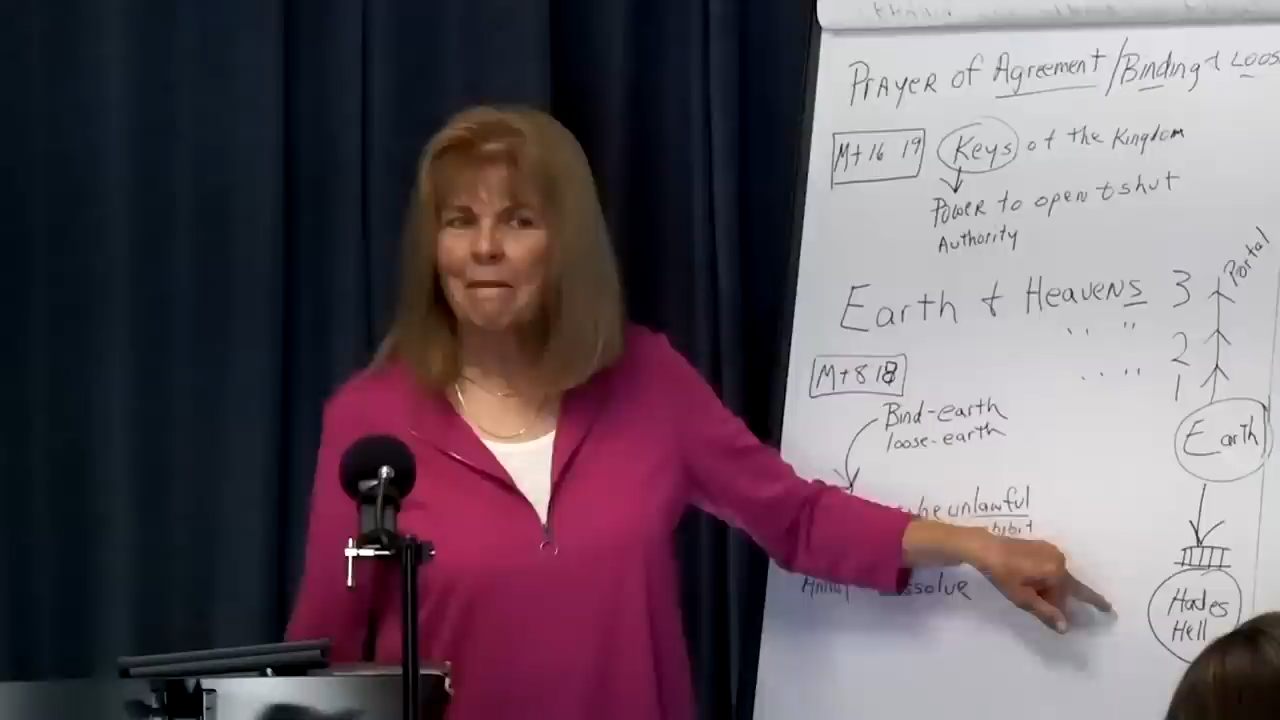 Prayer of Agreement / Binding + Loos
Mt 16 19 Keys of the Kingdom
Power to open + shut
Authority
Portal
Earth + Heavens 3
" " 2
" " 1
Mt 8 18
Bind-earth
loose-earth
Earth
unlawful
Hades
Hell